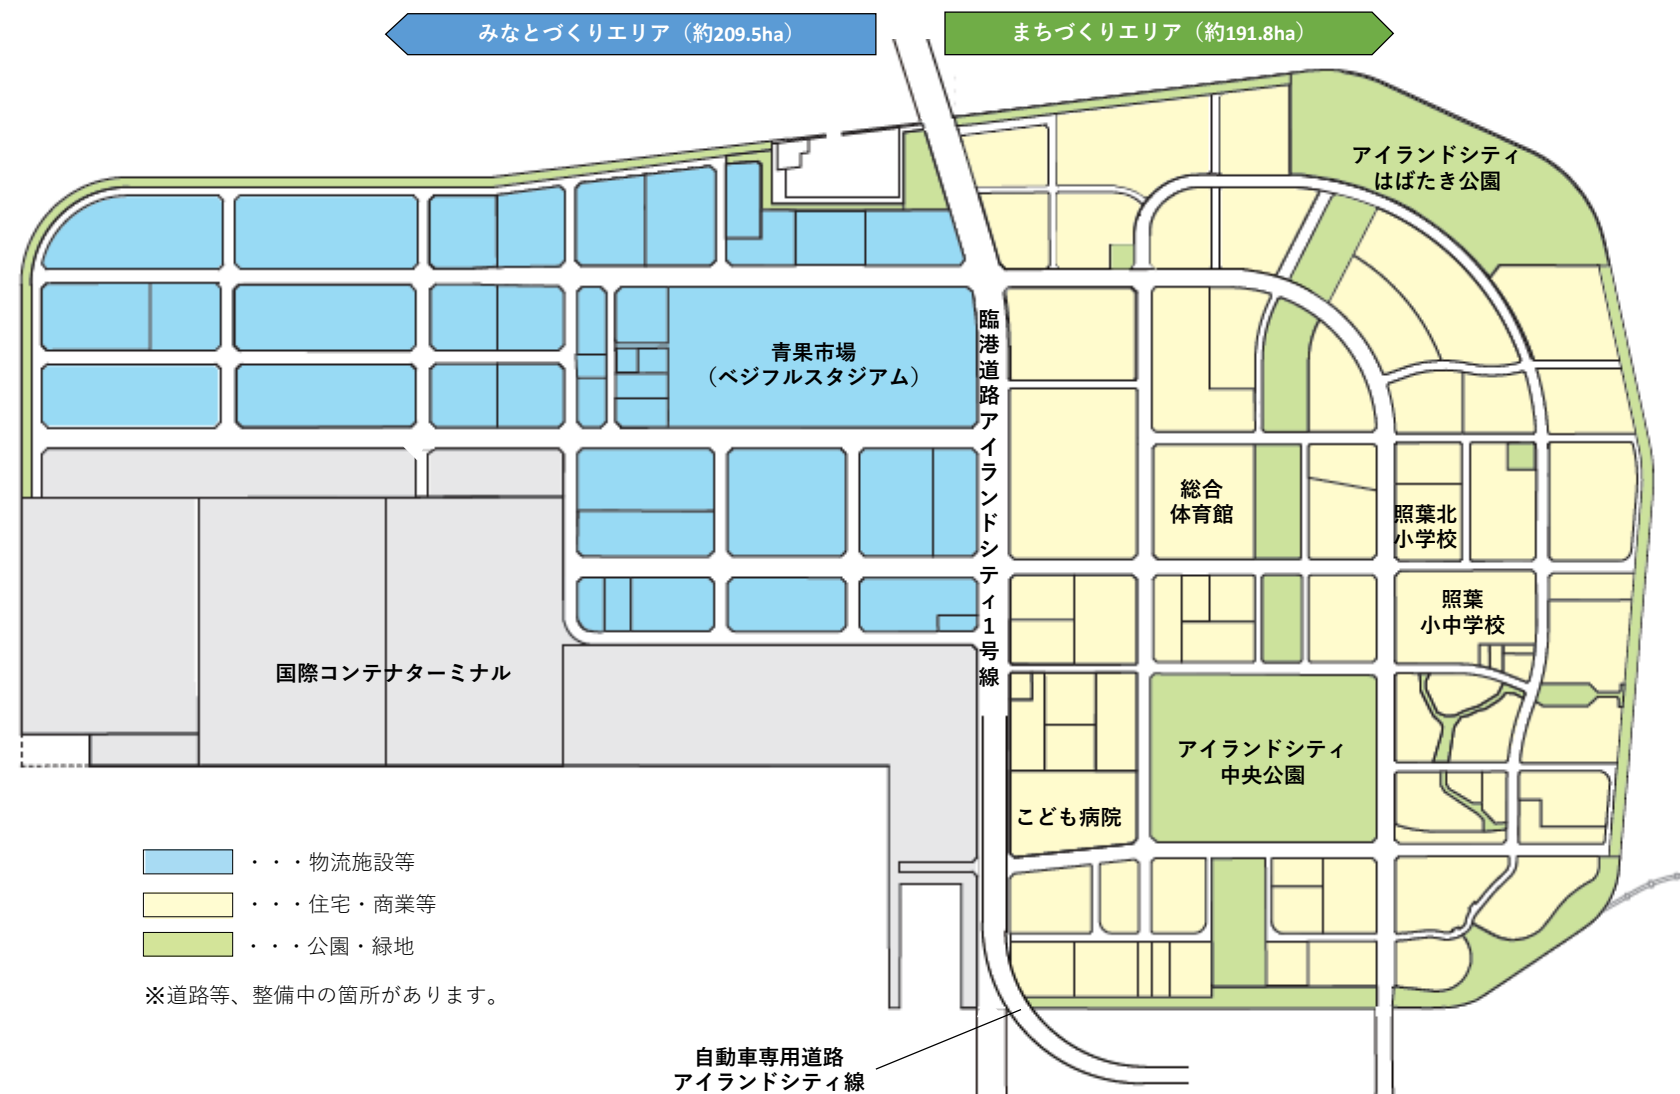 みなとづくりエリア（約209.5ha）
まちづくりエリア（約191.8ha）
アイランドシティ
はばたき公園
臨港道路アイランドシティ1号線
青果市場
（ベジフルスタジアム）
総合
体育館
照葉北
小学校
照葉
小中学校
国際コンテナターミナル
アイランドシティ
中央公園
こども病院
・・・物流施設等
・・・住宅・商業等
・・・公園・緑地
※道路等、整備中の箇所があります。
自動車専用道路
アイランドシティ線